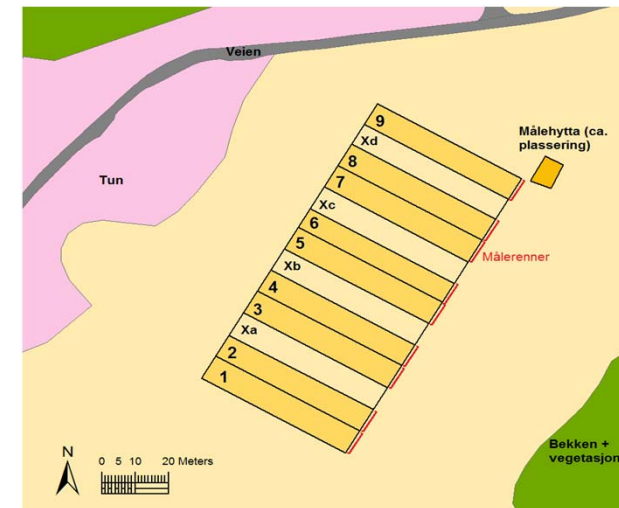 Veien
9
Xd
Målehytta (ca.
plassering)
8
Tun
7
Xc
6
Målerenner
5
Xb
4
3
Xa
2
1
N
0 5 10 20 Meters
Bekken +
vegetasjon